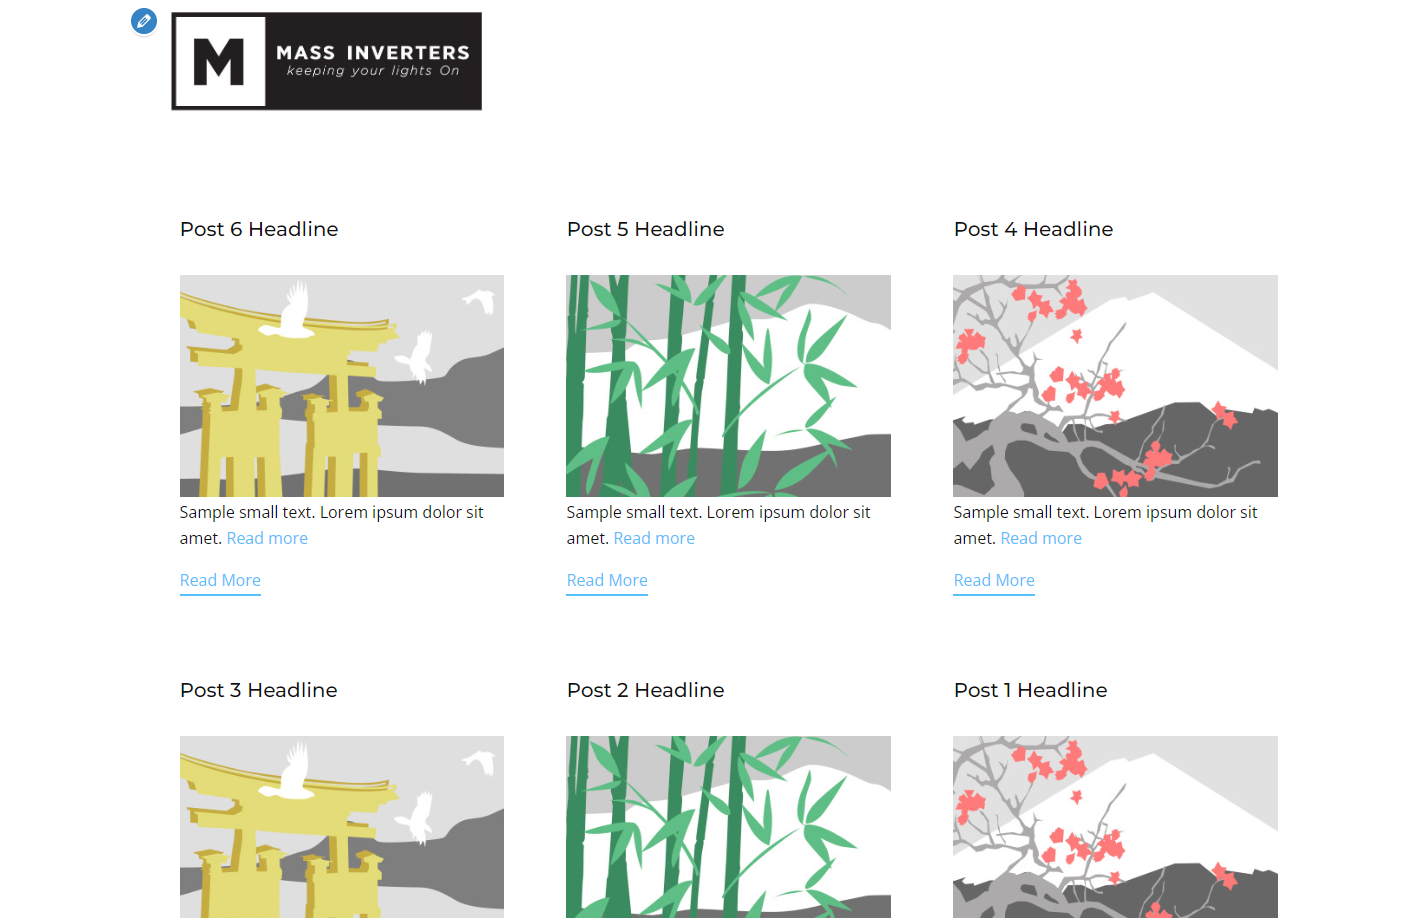 M
MASS INVERTERS
keeping your lights On
Post 6 Headline
Sample small text. Lorem ipsum dolor sit
amet. Read more
Read More
Post 5 Headline
Sample small text. Lorem ipsum dolor sit
amet. Read more
Read More
Post 4 Headline
Sample small text. Lorem ipsum dolor sit
amet. Read more
Read More
Post 3 Headline
Post 2 Headline
Post 1 Headline